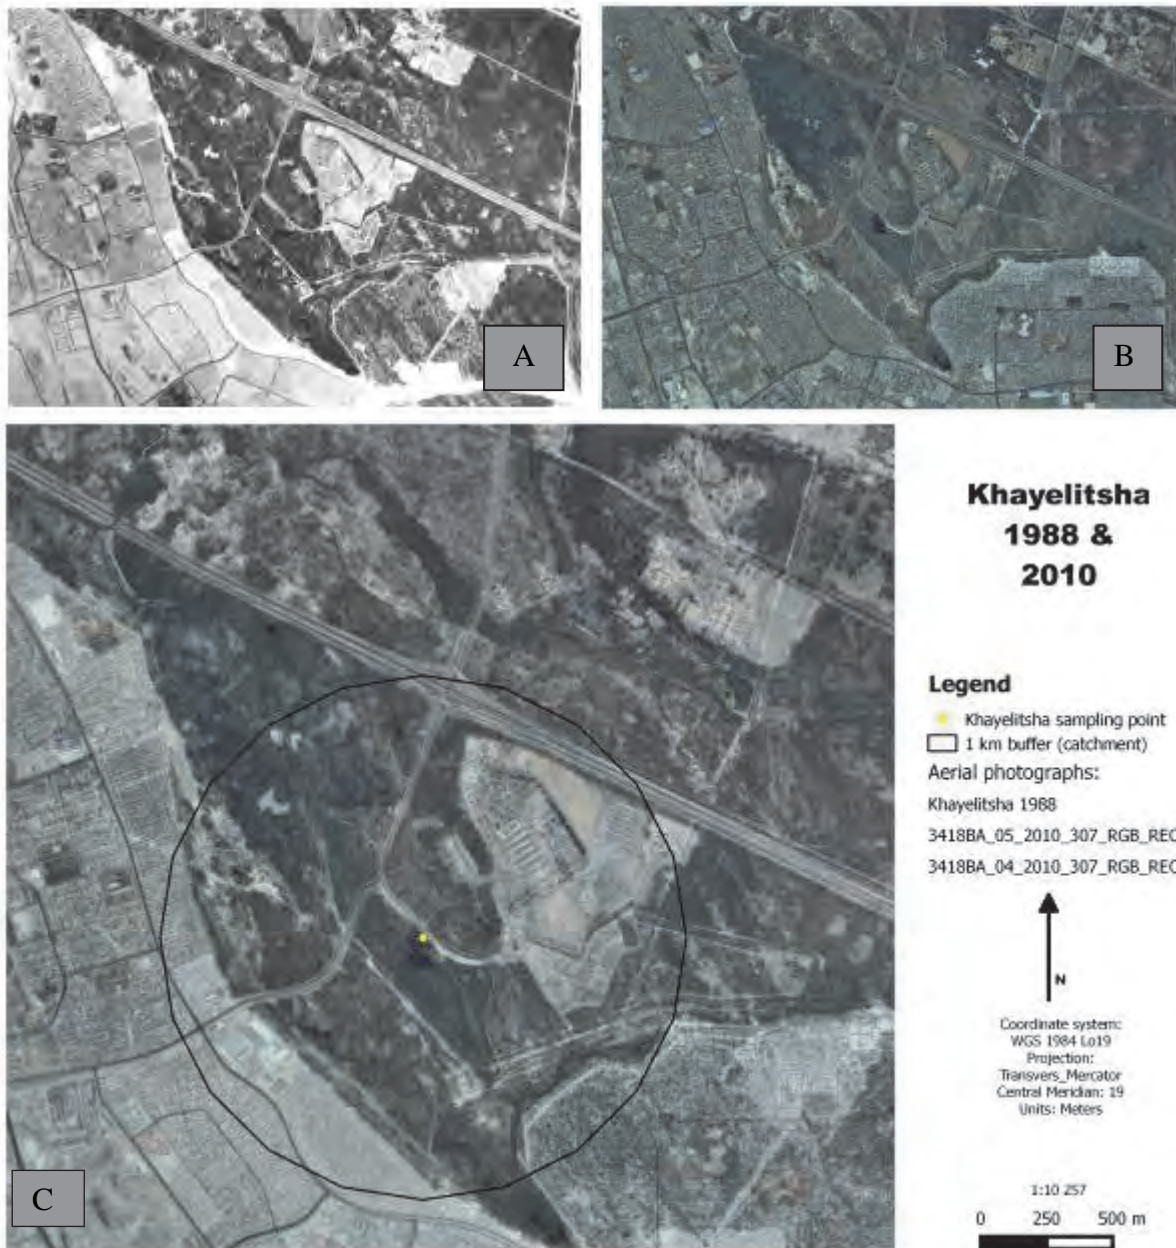 A
B
C
Khayelitsha
1988 &
2010
Legend
Khayelitsha sampling point
1 km buffer (catchment)
Aerial photographs:
Khayelitsha 1988
3418BA_05_2010_307_RGB_REC
3418BA_04_2010_307_RGB_REC
N
Coordinate system:
WGS 1984 Lo19
Projection:
Transvers_Mercator
Central Meridian: 19
Units: Meters
1:10 257
0 250 500 m